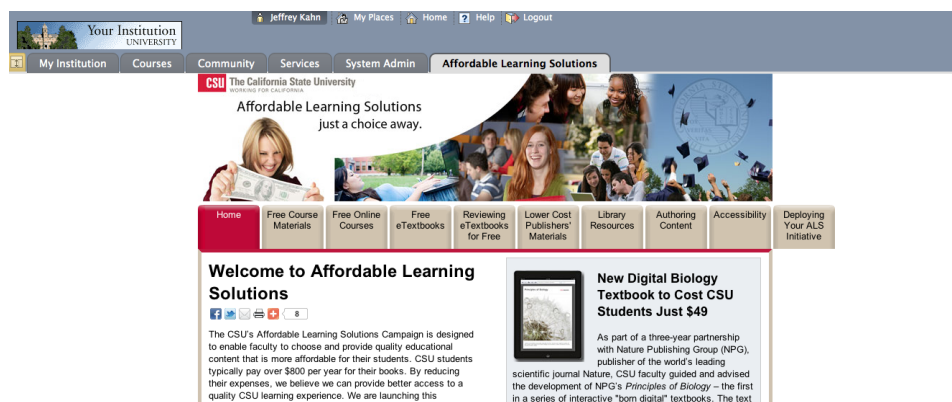 Jeffrey Kahn My Places Home Help Logout
Your Institution
UNIVERSITY
My Institution Courses Community Services System Admin Affordable Learning Solutions
CSU The California State University
WORKING FOR CALIFORNIA
Affordable Learning Solutions
just a choice away.
Home
Free Course
Materials
Free Online
Courses
Free
eTextbooks
Reviewing
eTextbooks
for Free
Lower Cost
Publishers'
Materials
Library
Resources
Authoring
Content
Accessibility
Deploying
Your ALS
Initiative
Welcome to Affordable Learning
Solutions
8
The CSU's Affordable Learning Solutions Campaign is designed
to enable faculty to choose and provide quality educational
content that is more affordable for their students. CSU students
typically pay over $800 per year for their books. By reducing
their expenses, we believe we can provide better access to a
quality CSU learning experience. We are launching this
New Digital Biology
Textbook to Cost CSU
Students Just $49
As part of a three-year partnership
with Nature Publishing Group (NPG),
publisher of the world's leading
scientific journal Nature, CSU faculty guided and advised
the development of NPG's Principles of Biology – the first
in a series of interactive "born digital" textbooks. The text